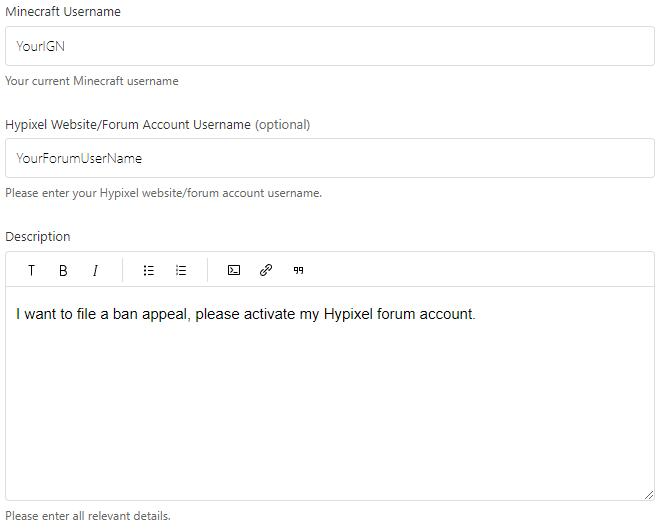 Minecraft Username
YourIGN
Your current Minecraft username
Hypixel Website/Forum Account Username (optional)
YourForumUserName
Please enter your Hypixel website/forum account username.
Description
T B I
I want to file a ban appeal, please activate my Hypixel forum account.
Please enter all relevant details.